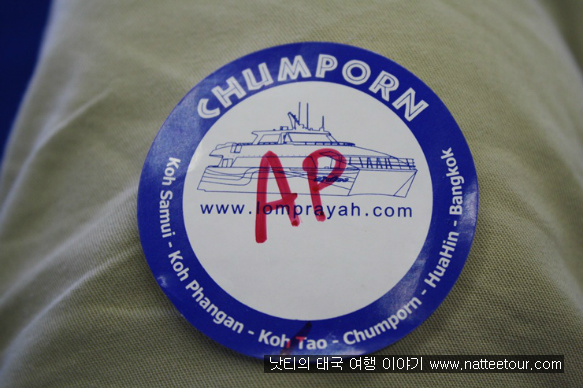 CHUMPORN
AP
www.lomprayah.com
Koh Samui - Koh Phangan - Koh Tao - Chumporn - HuaHin - Bangkok
낫티의 태국 여행 이야기 www.natteetour.com